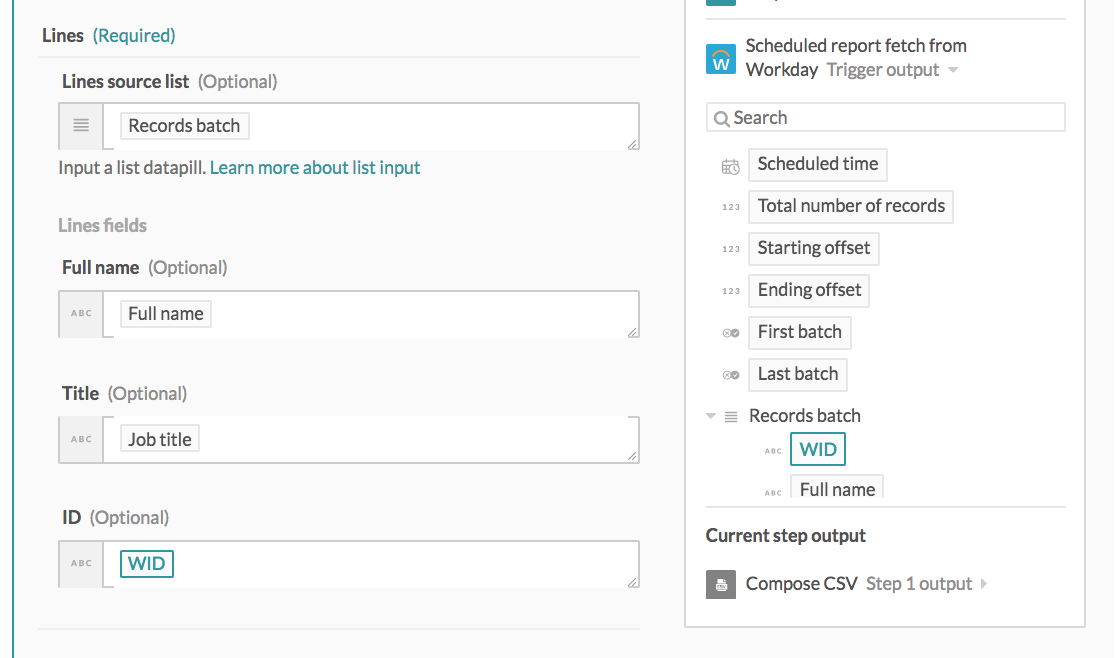 Lines (Required)
Lines source list (Optional)
Records batch
Input a list datapill. Learn more about list input
Lines fields
Full name (Optional)
ABC
Full name
Title (Optional)
ABC
Job title
ID (Optional)
ABC
WID
W
Scheduled report fetch from
Workday Trigger output
Search
Scheduled time
123 Total number of records
123 Starting offset
123 Ending offset
First batch
Last batch
Records batch
ABC WID
ABC Full name
Current step output
Compose CSV Step 1 output